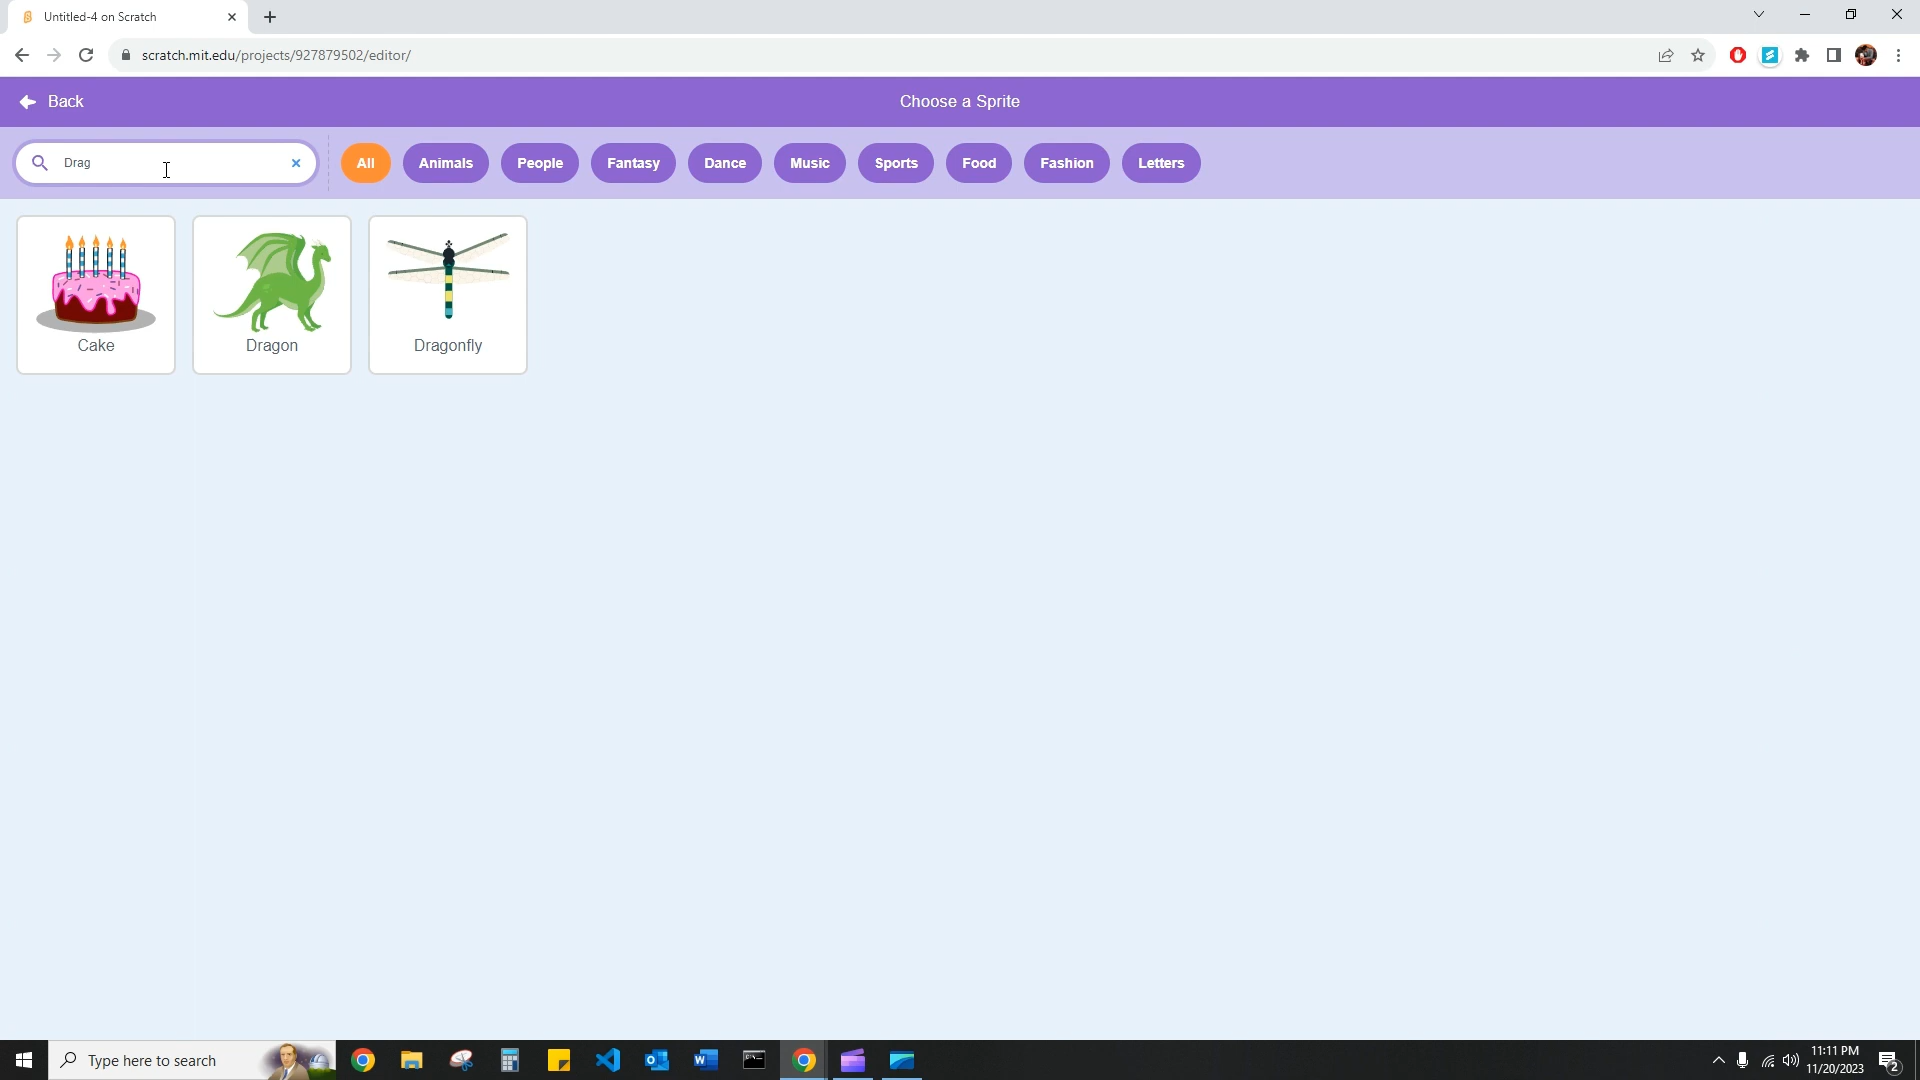 Untitled-4 on Scratch
scratch.mit.edu/projects/927879502/editor/
Back
Choose a Sprite
Drag
All
Animals
People
Fantasy
Dance
Music
Sports
Food
Fashion
Letters
Cake
Dragon
Dragonfly
Type here to search
11:11 PM
11/20/2023
2